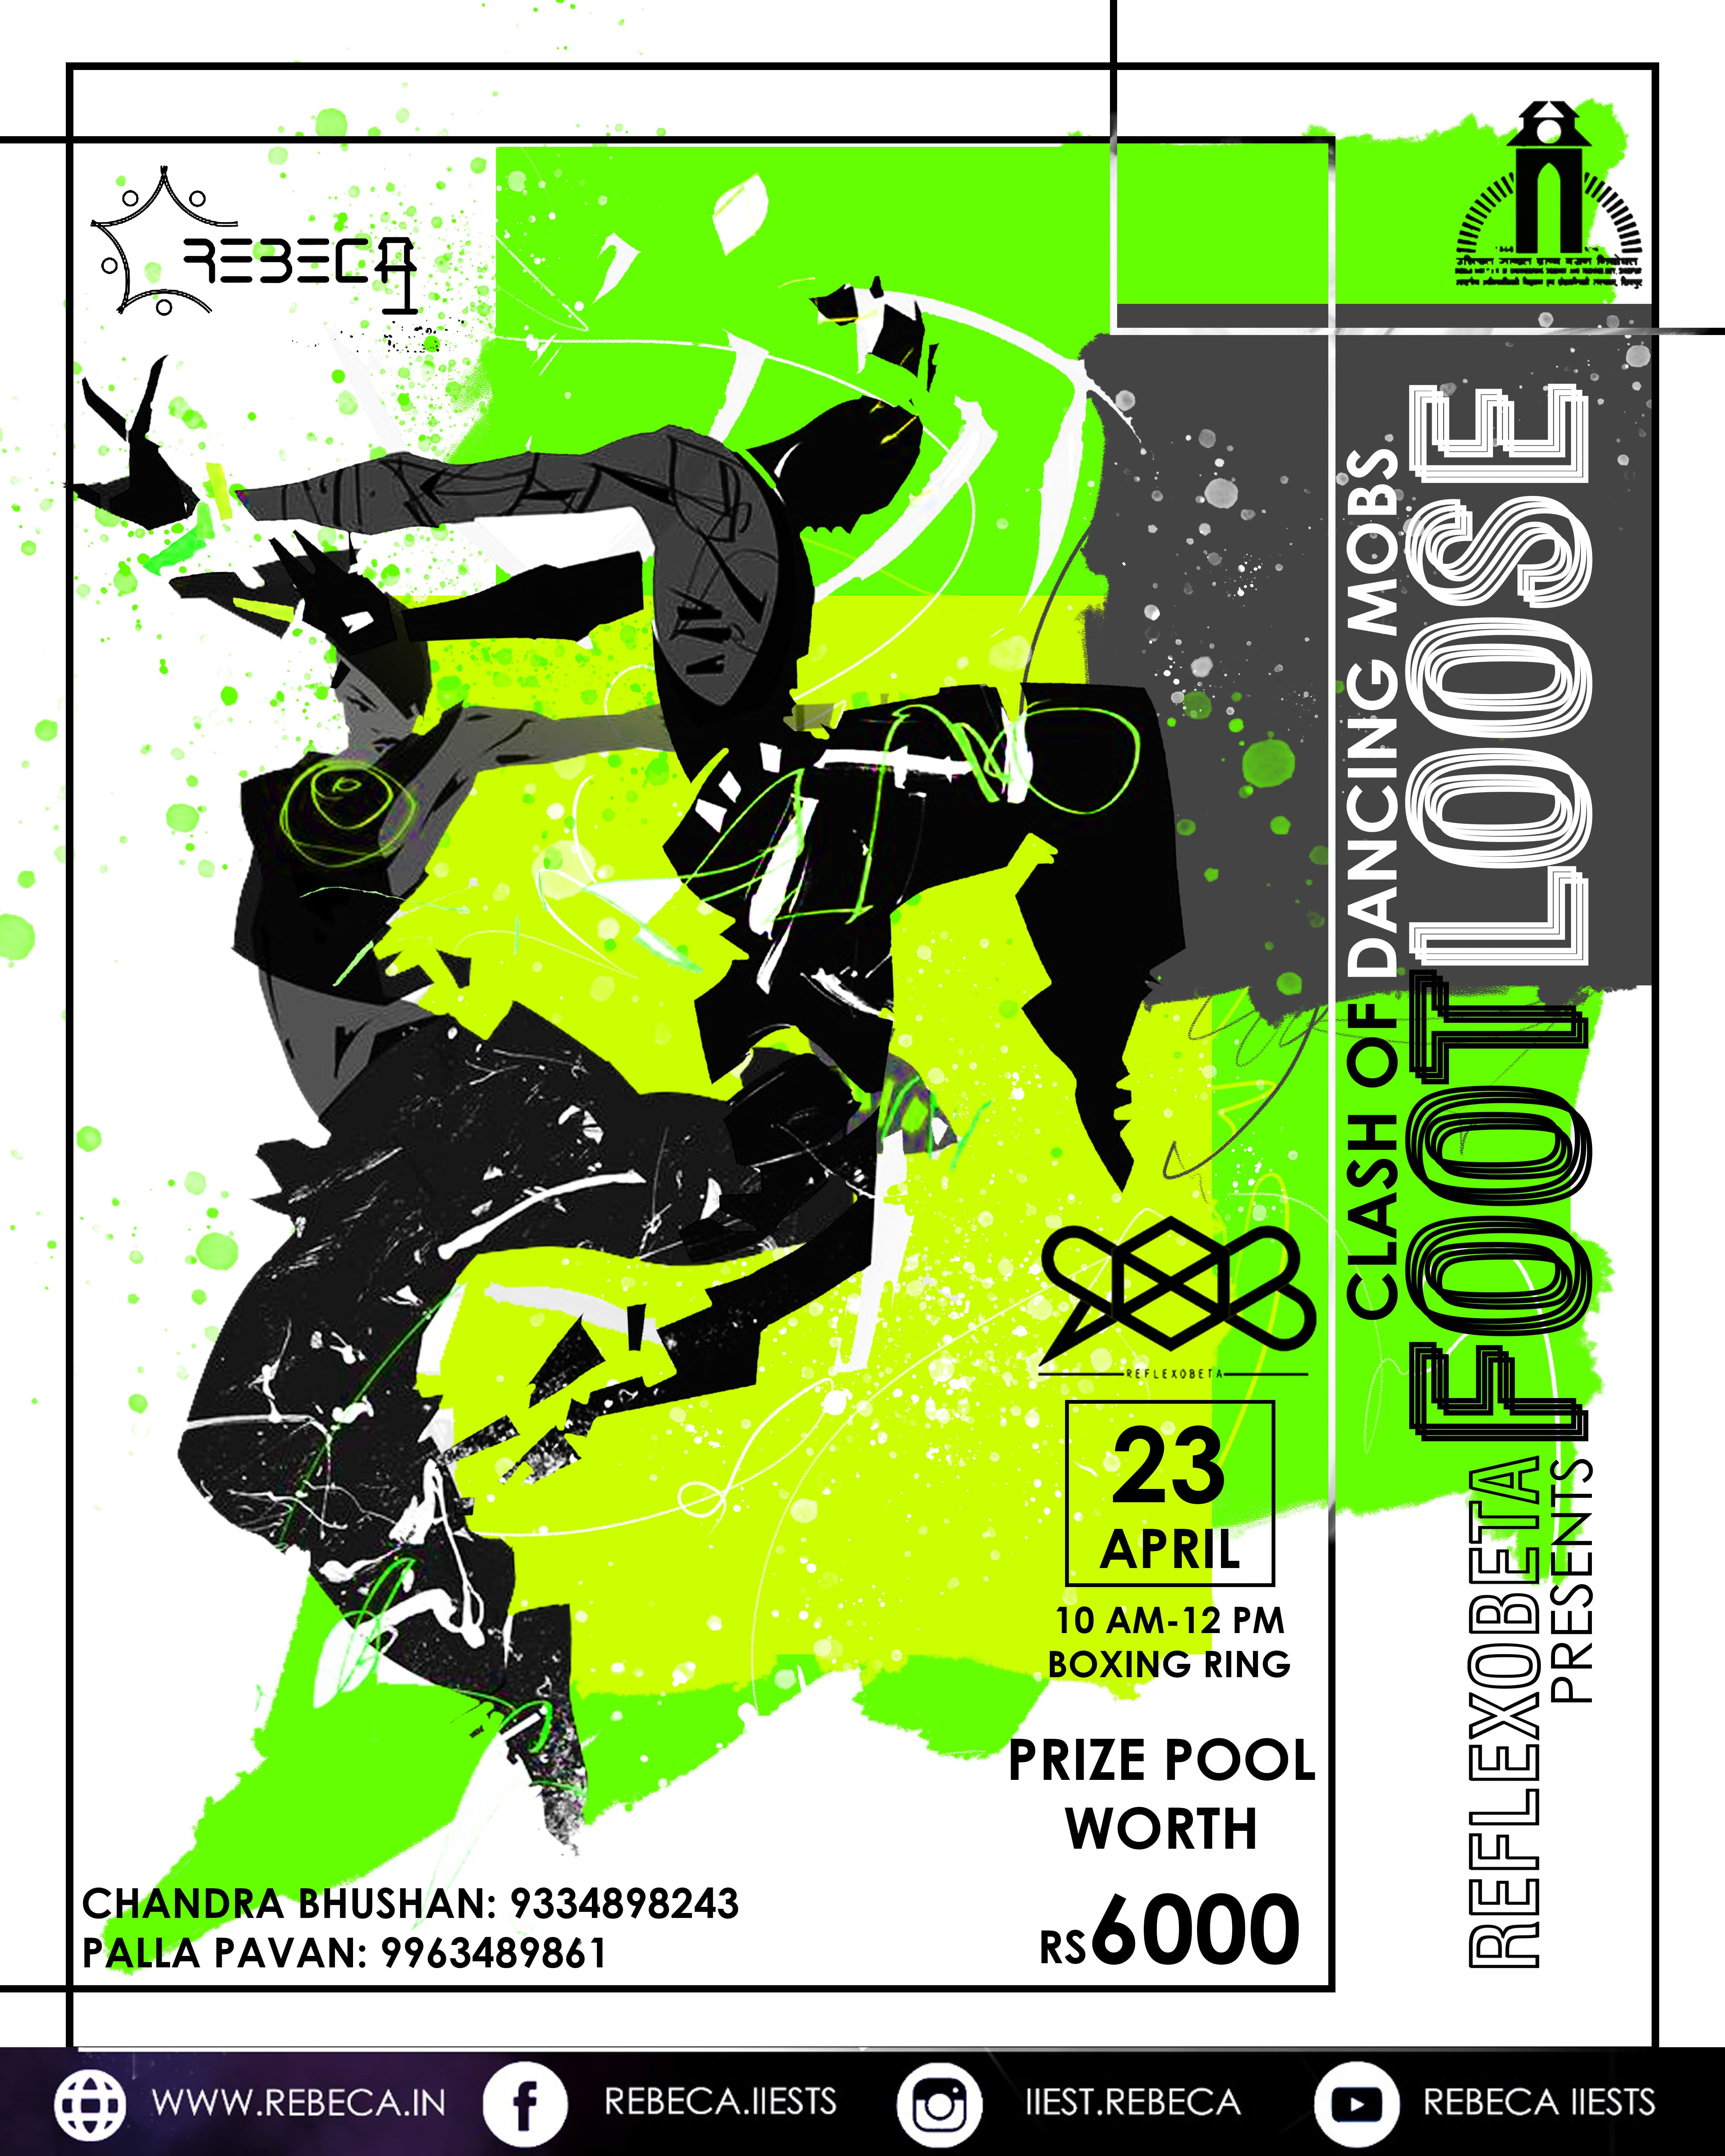 REBECA
CLASH OF DANCING MOBS
FOOTLOOSE
REFLEXOBETA
PRESENTS
REFLEXOBETA
23
APRIL
10 AM-12 PM
BOXING RING
PRIZE POOL
WORTH
RS6000
CHANDRA BHUSHAN: 9334898243
PALLA PAVAN: 9963489861
WWW.REBECA.IN
REBECA.IIESTS
IIEST.REBECA
REBECA IIESTS